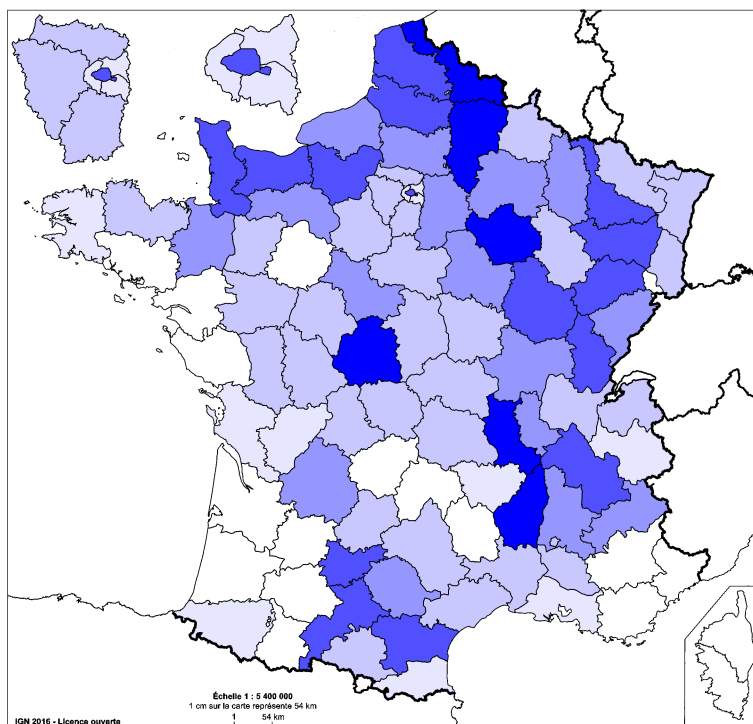 Échelle 1 : 5 400 000
1 cm sur la carte représente 54 km
1 54 km
IGN 2016 - Licence ouverte